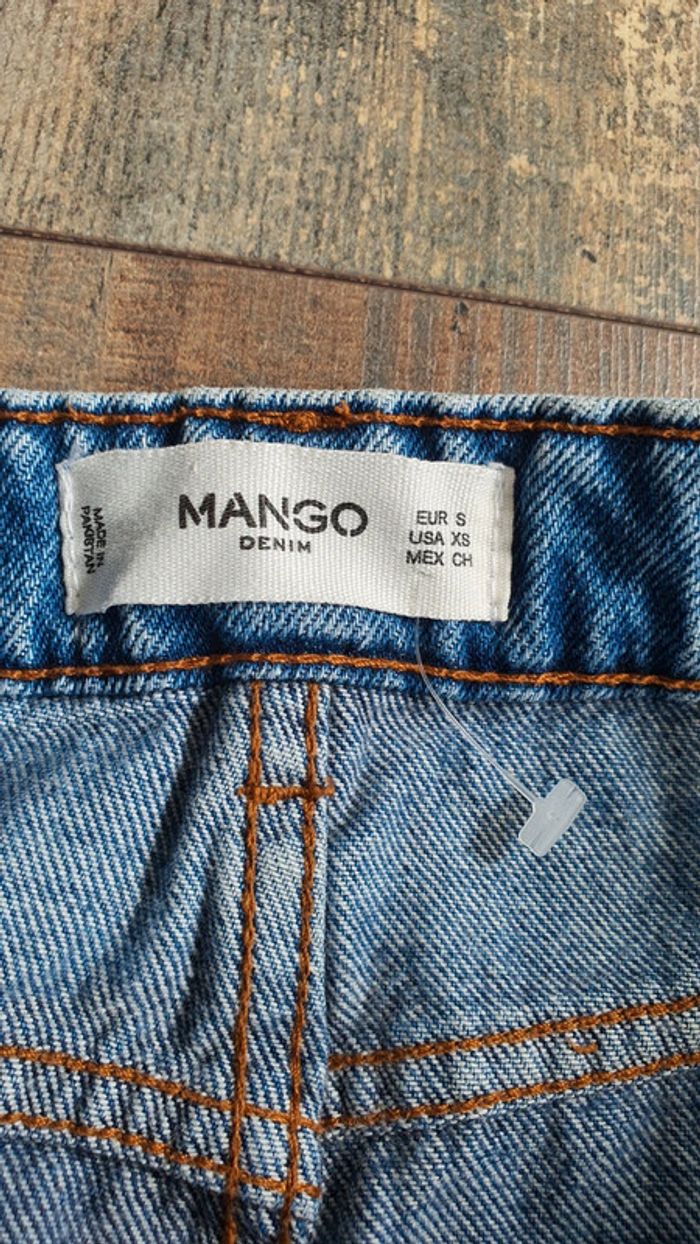 MANGO
DENIM
EUR S
USA XS
MEX CH
MADE IN
PAKISTAN